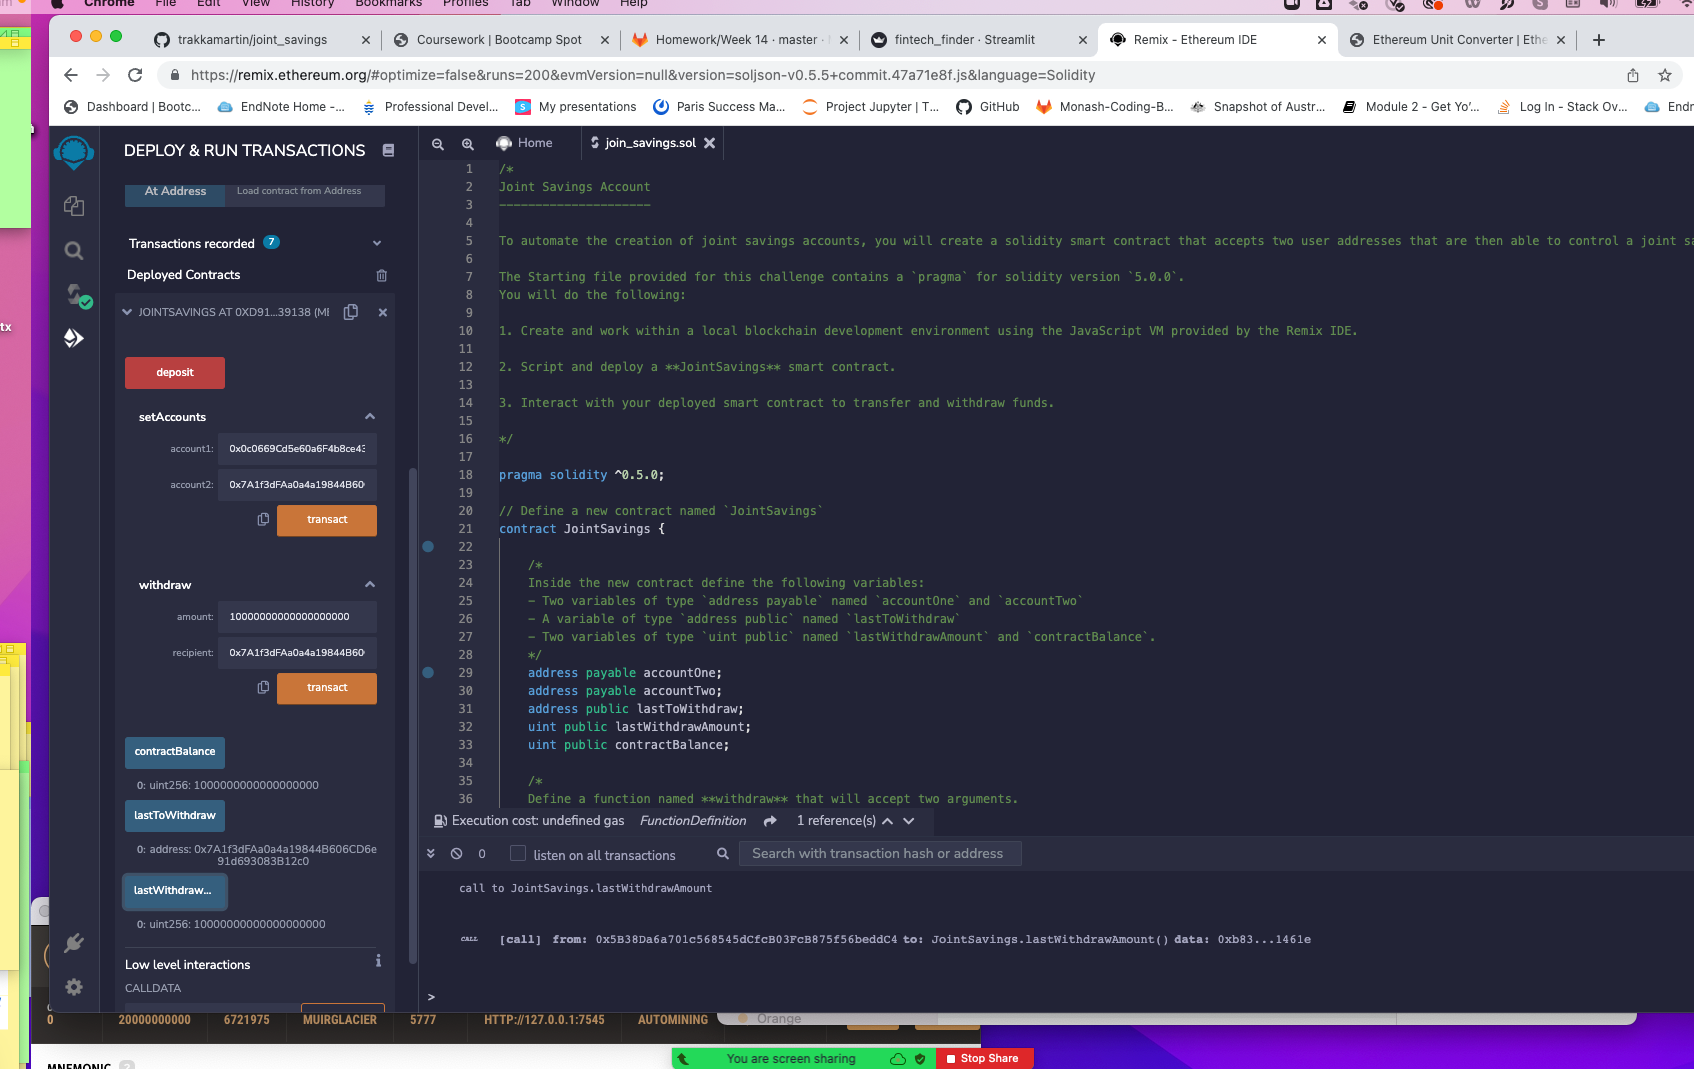 Chrome File Edit View History Bookmarks Profiles Tab Window Help
trakkamartin/joint_savings
Coursework | Bootcamp Spot
Homework/Week 14 · master ·
fintech_finder · Streamlit
Remix - Ethereum IDE
Ethereum Unit Converter | Ethe
https://remix.ethereum.org/#optimize=false&runs=200&evmVersion=null&version=soljson-v0.5.5+commit.47a71e8f.js&language=Solidity
Dashboard | Bootc... EndNote Home -... Professional Devel... My presentations Paris Success Ma... Project Jupyter | T... GitHub Monash-Coding-B... Snapshot of Austr... Module 2 - Get Yo'... Log In - Stack Ov... Endn
tx
DEPLOY & RUN TRANSACTIONS
At Address Load contract from Address
Transactions recorded 7
Deployed Contracts
JOINTSAVINGS AT 0XD91...39138 (ME
deposit
setAccounts
account1: 0x0c0669Cd5e60a6F4b8ce43
account2: 0x7A1f3dFAa0a4a19844B60
transact
withdraw
amount: 10000000000000000000
recipient: 0x7A1f3dFAa0a4a19844B60
transact
contractBalance
0: uint256: 1000000000000000000
lastToWithdraw
0: address: 0x7A1f3dFAa0a4a19844B606CD6e
91d693083B12c0
lastWithdraw...
0: uint256: 10000000000000000000
Low level interactions
CALLDATA
Home join_savings.sol
1 /*
2 Joint Savings Account
3 ---------------------
4
5 To automate the creation of joint savings accounts, you will create a solidity smart contract that accepts two user addresses that are then able to control a joint sa
6
7 The Starting file provided for this challenge contains a `pragma` for solidity version `5.0.0`.
8 You will do the following:
9
10 1. Create and work within a local blockchain development environment using the JavaScript VM provided by the Remix IDE.
11
12 2. Script and deploy a **JointSavings** smart contract.
13
14 3. Interact with your deployed smart contract to transfer and withdraw funds.
15
16 */
17
18 pragma solidity ^0.5.0;
19
20 // Define a new contract named `JointSavings`
21 contract JointSavings {
22
23 /*
24 Inside the new contract define the following variables:
25 - Two variables of type `address payable` named `accountOne` and `accountTwo`
26 - A variable of type `address public` named `lastToWithdraw`
27 - Two variables of type `uint public` named `lastWithdrawAmount` and `contractBalance`.
28 */
29 address payable accountOne;
30 address payable accountTwo;
31 address public lastToWithdraw;
32 uint public lastWithdrawAmount;
33 uint public contractBalance;
34
35 /*
36 Define a function named **withdraw** that will accept two arguments.
Execution cost: undefined gas FunctionDefinition 1 reference(s)
0 listen on all transactions Search with transaction hash or address
call to JointSavings.lastWithdrawAmount
CALL [call] from: 0x5B38Da6a701c568545dCfcB03FcB875f56beddC4 to: JointSavings.lastWithdrawAmount() data: 0xb83...1461e
>
0 20000000000 6721975 MUIRGLACIER 5777 HTTP://127.0.0.1:7545 AUTOMINING
Orange
You are screen sharing Stop Share
MNEMONIC ?